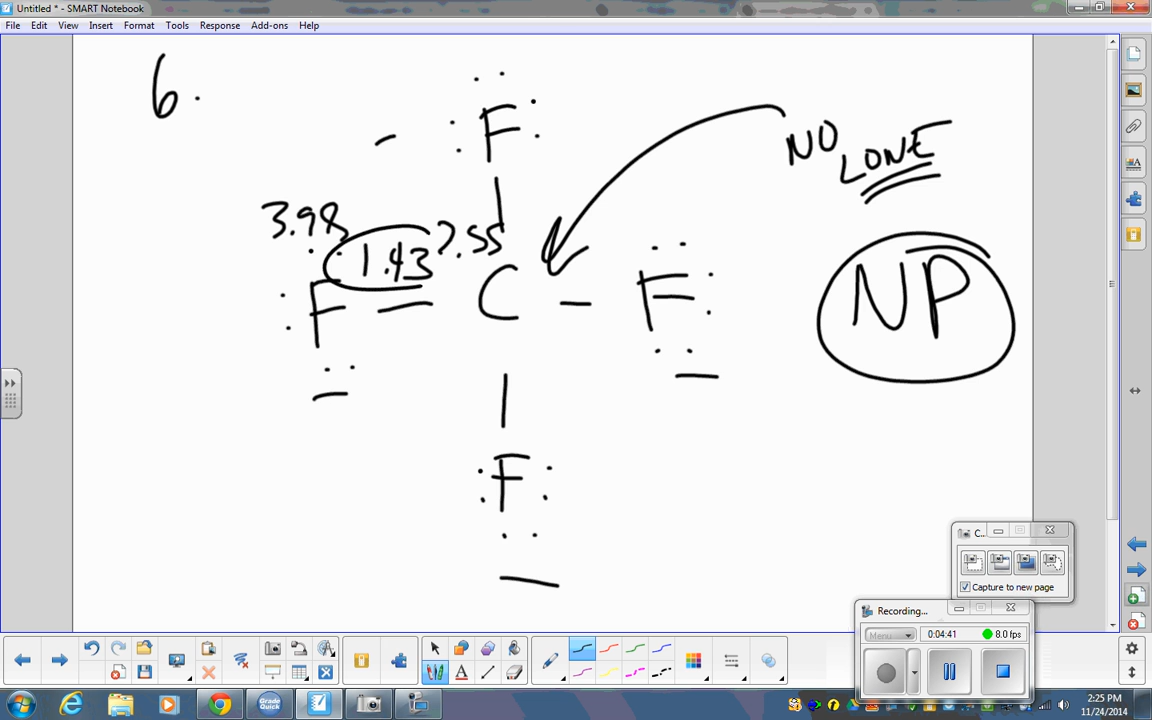 Untitled * - SMART Notebook
File Edit View Insert Format Tools Response Add-ons Help
6.
F
NO LONE
3.98
1.43
2.55
F C F
NP
F
C...
Capture to new page
Recording...
Menu
0:04:41
8.0 fps
Grade Quick
2:25 PM
11/24/2014